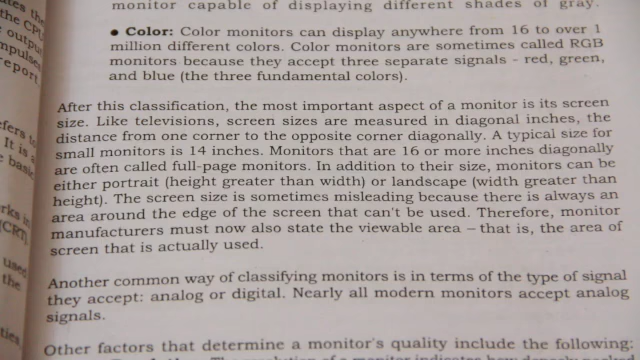 monitor capable of displaying different shades of gray.
• Color: Color monitors can display anywhere from 16 to over 1
million different colors. Color monitors are sometimes called RGB
monitors because they accept three separate signals - red, green,
and blue (the three fundamental colors).
After this classification, the most important aspect of a monitor is its screen
size. Like televisions, screen sizes are measured in diagonal inches, the
distance from one corner to the opposite corner diagonally. A typical size for
small monitors is 14 inches. Monitors that are 16 or more inches diagonally
are often called full-page monitors. In addition to their size, monitors can be
either portrait (height greater than width) or landscape (width greater than
height). The screen size is sometimes misleading because there is always an
area around the edge of the screen that can't be used. Therefore, monitor
manufacturers must now also state the viewable area – that is, the area of
screen that is actually used.
Another common way of classifying monitors is in terms of the type of signal
they accept: analog or digital. Nearly all modern monitors accept analog
signals.
Other factors that determine a monitor's quality include the following: